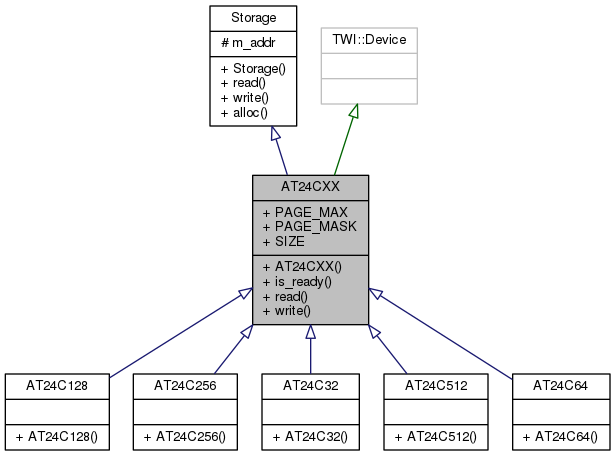 Storage
# m_addr
+ Storage()
+ read()
+ write()
+ alloc()
TWI::Device
AT24CXX
+ PAGE_MAX
+ PAGE_MASK
+ SIZE
+ AT24CXX()
+ is_ready()
+ read()
+ write()
AT24C128
+ AT24C128()
AT24C256
+ AT24C256()
AT24C32
+ AT24C32()
AT24C512
+ AT24C512()
AT24C64
+ AT24C64()